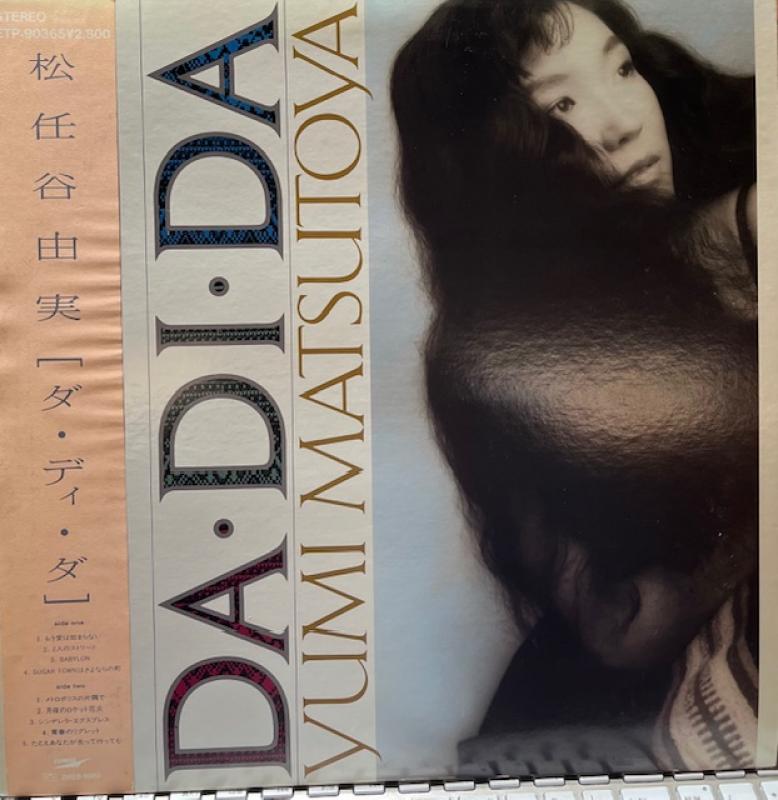 STEREO
ETP-90365 ¥2,800
松任谷由実[ダ・ディ・ダ]
side one
1. もう愛は始まらない
2. 2人のストリート
3. BABYLON
4. SUGAR TOWNはさよならの町
side two
1. メトロポリスの片隅で
2. 月夜のロケット花火
3. シンデレラ・エクスプレス
4. 青春のリグレット
5. たとえあなたが去って行っても
DA・DI・DA
YUMI MATSUTOYA